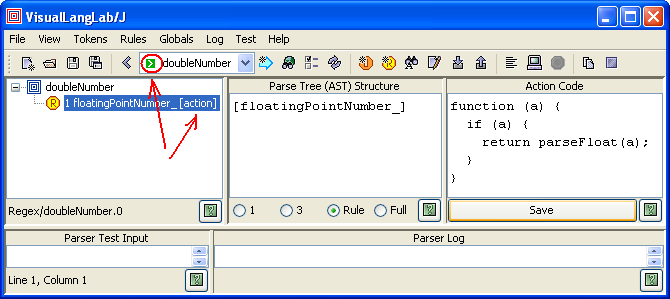 VisualLangLab/J
File View Tokens Rules Globals Log Test Help
doubleNumber
doubleNumber
1 floatingPointNumber_ [action]
Regex/doubleNumber.0
Parse Tree (AST) Structure
[floatingPointNumber_]
1 3 Rule Full
Action Code
function (a) {
if (a) {
return parseFloat(a);
}
}
Save
Parser Test Input
Line 1, Column 1
Parser Log